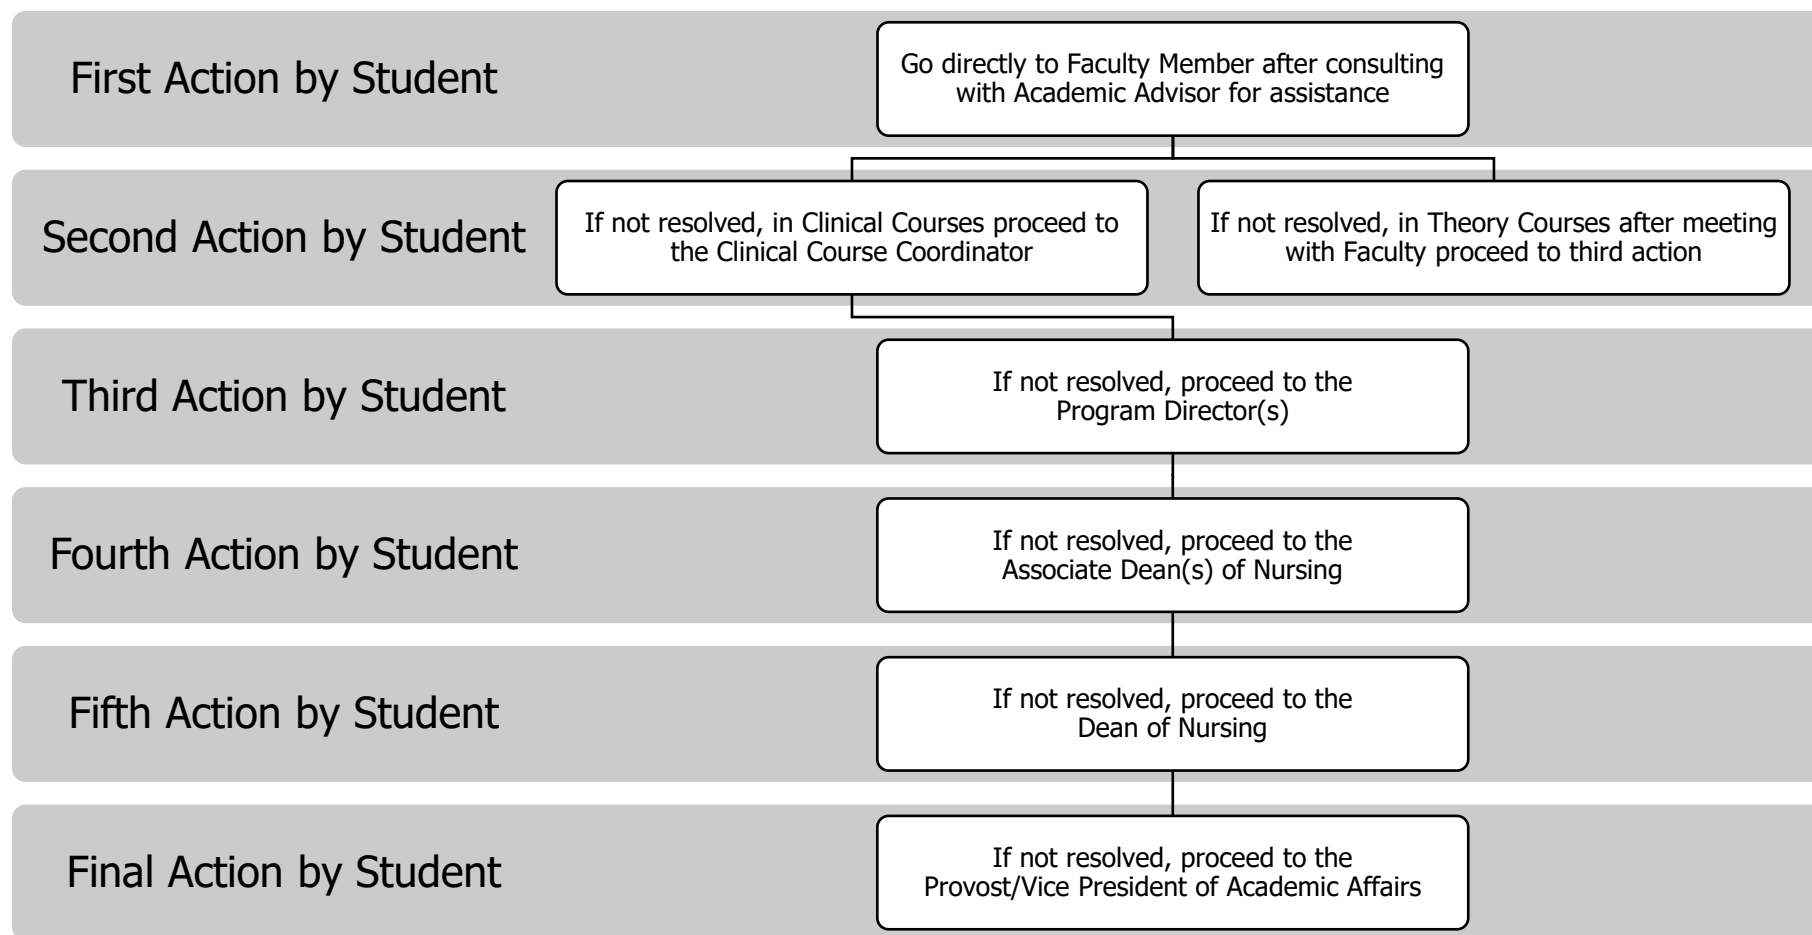 First Action by Student
Go directly to Faculty Member after consulting
with Academic Advisor for assistance
Second Action by Student
If not resolved, in Clinical Courses proceed to
the Clinical Course Coordinator
If not resolved, in Theory Courses after meeting
with Faculty proceed to third action
Third Action by Student
If not resolved, proceed to the
Program Director(s)
Fourth Action by Student
If not resolved, proceed to the
Associate Dean(s) of Nursing
Fifth Action by Student
If not resolved, proceed to the
Dean of Nursing
Final Action by Student
If not resolved, proceed to the
Provost/Vice President of Academic Affairs